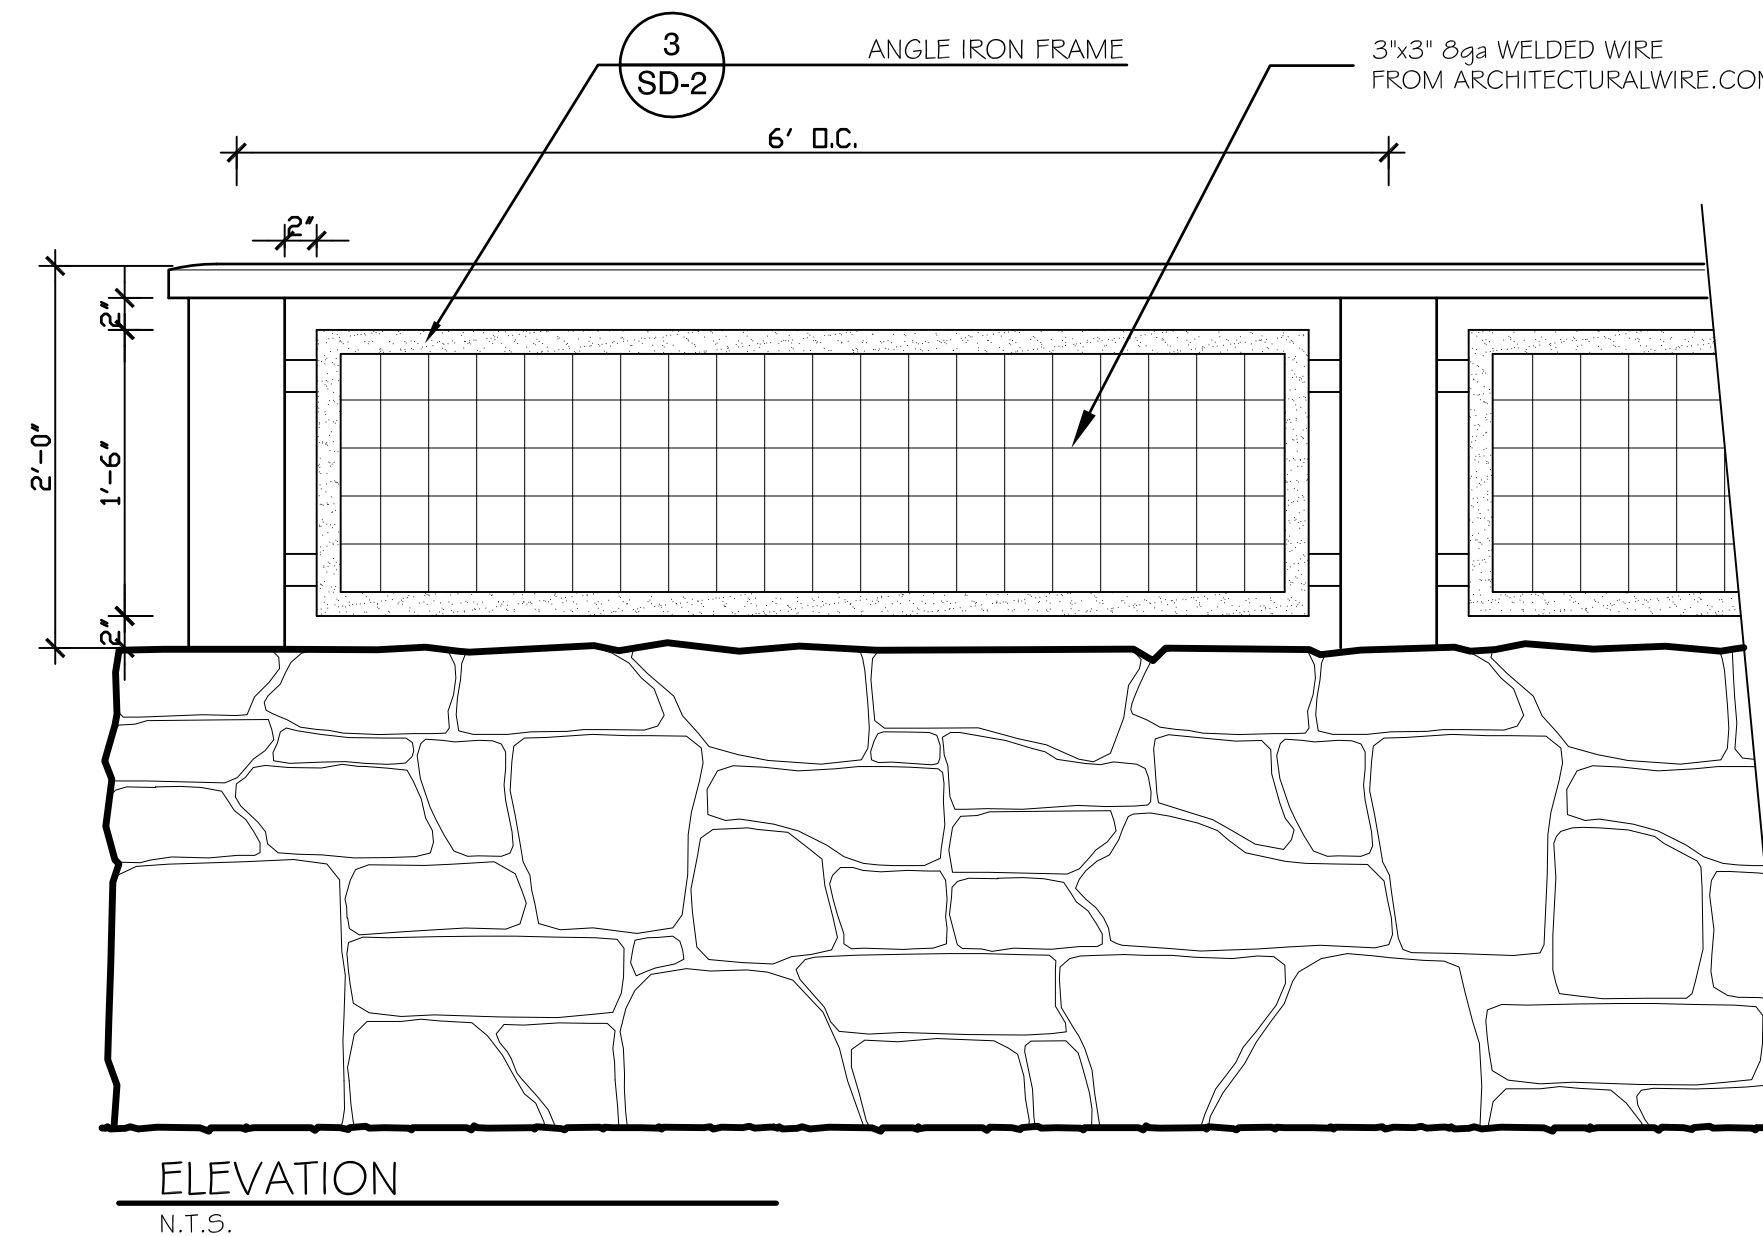 3
SD-2
ANGLE IRON FRAME
3"x3" 8ga WELDED WIRE
FROM ARCHITECTURALWIRE.COM
6' O.C.
2"
2"
2'-0"
1'-6"
2"
ELEVATION
N.T.S.